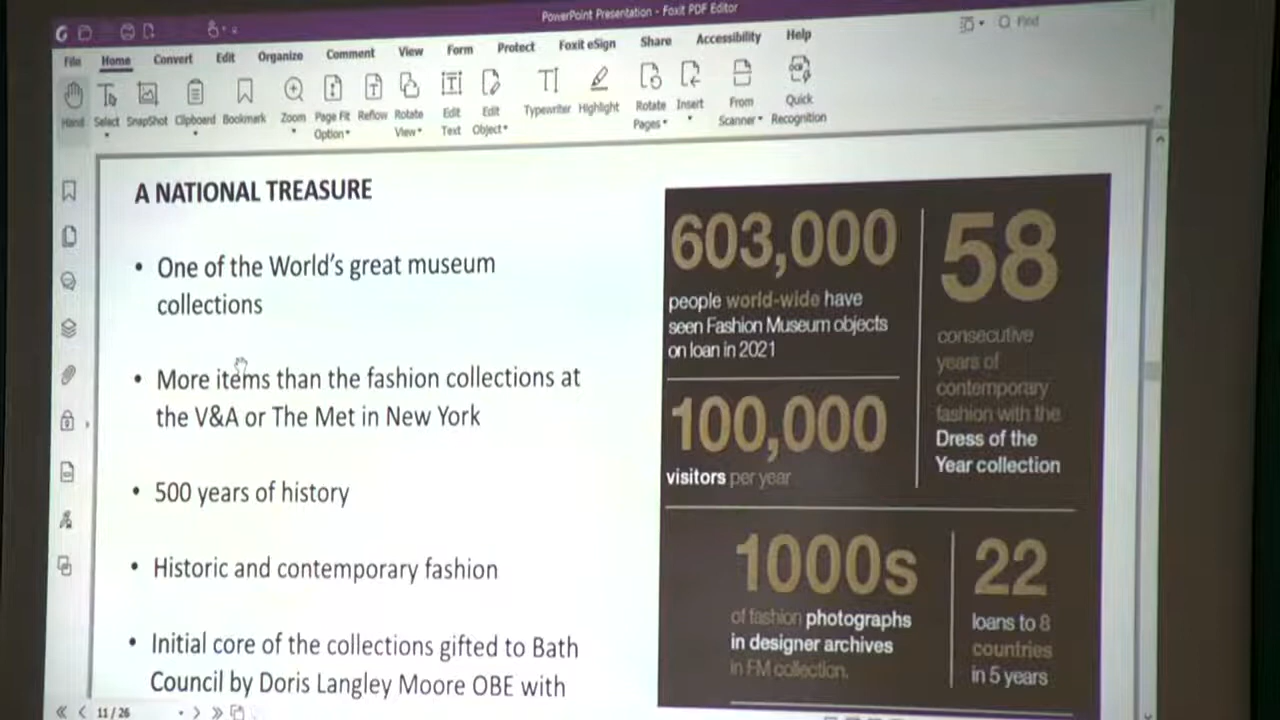 PowerPoint Presentation - Foxit PDF Editor
Find
File Home Convert Edit Organize Comment View Form Protect Foxit eSign Share Accessibility Help
Hand Select SnapShot Clipboard Bookmark Zoom Page Fit Option Reflow Rotate View Edit Text Edit Object Typewriter Highlight Rotate Pages Insert From Scanner Quick Recognition
A NATIONAL TREASURE
• One of the World's great museum
collections
• More items than the fashion collections at
the V&A or The Met in New York
• 500 years of history
• Historic and contemporary fashion
• Initial core of the collections gifted to Bath
Council by Doris Langley Moore OBE with
603,000
people world-wide have
seen Fashion Museum objects
on loan in 2021
58
consecutive
years of
contemporary
fashion with the
Dress of the
Year collection
100,000
visitors per year
1000s
of fashion photographs
in designer archives
in FM collection.
22
loans to 8
countries
in 5 years
11 / 26